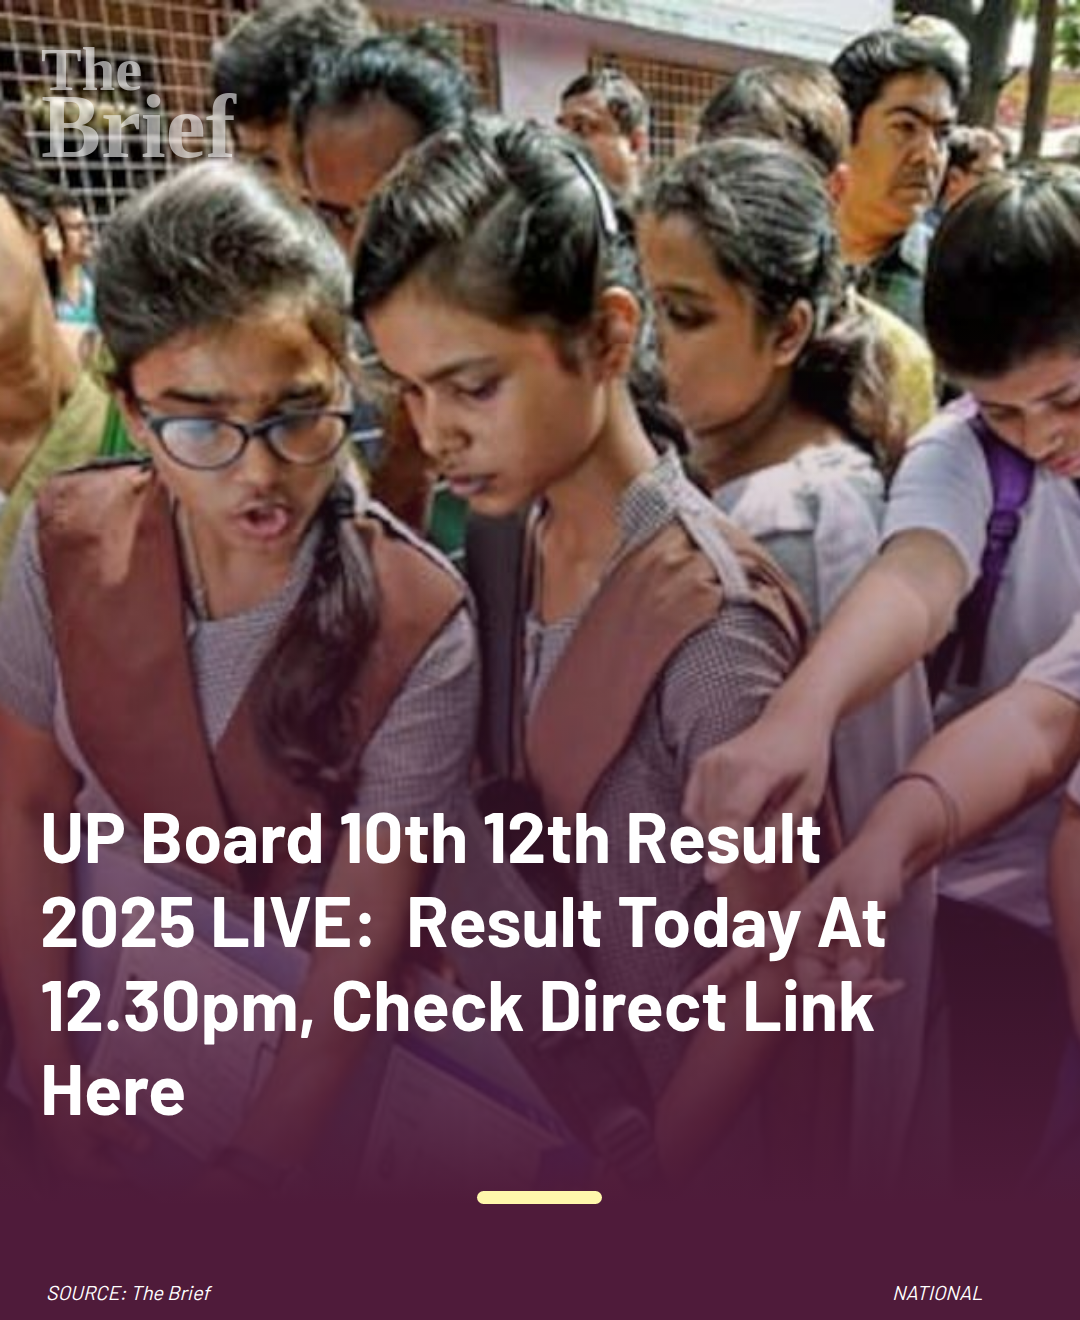 The
Brief
UP Board 10th 12th Result
2025 LIVE:  Result Today At
12.30pm, Check Direct Link
Here
SOURCE: The Brief
NATIONAL